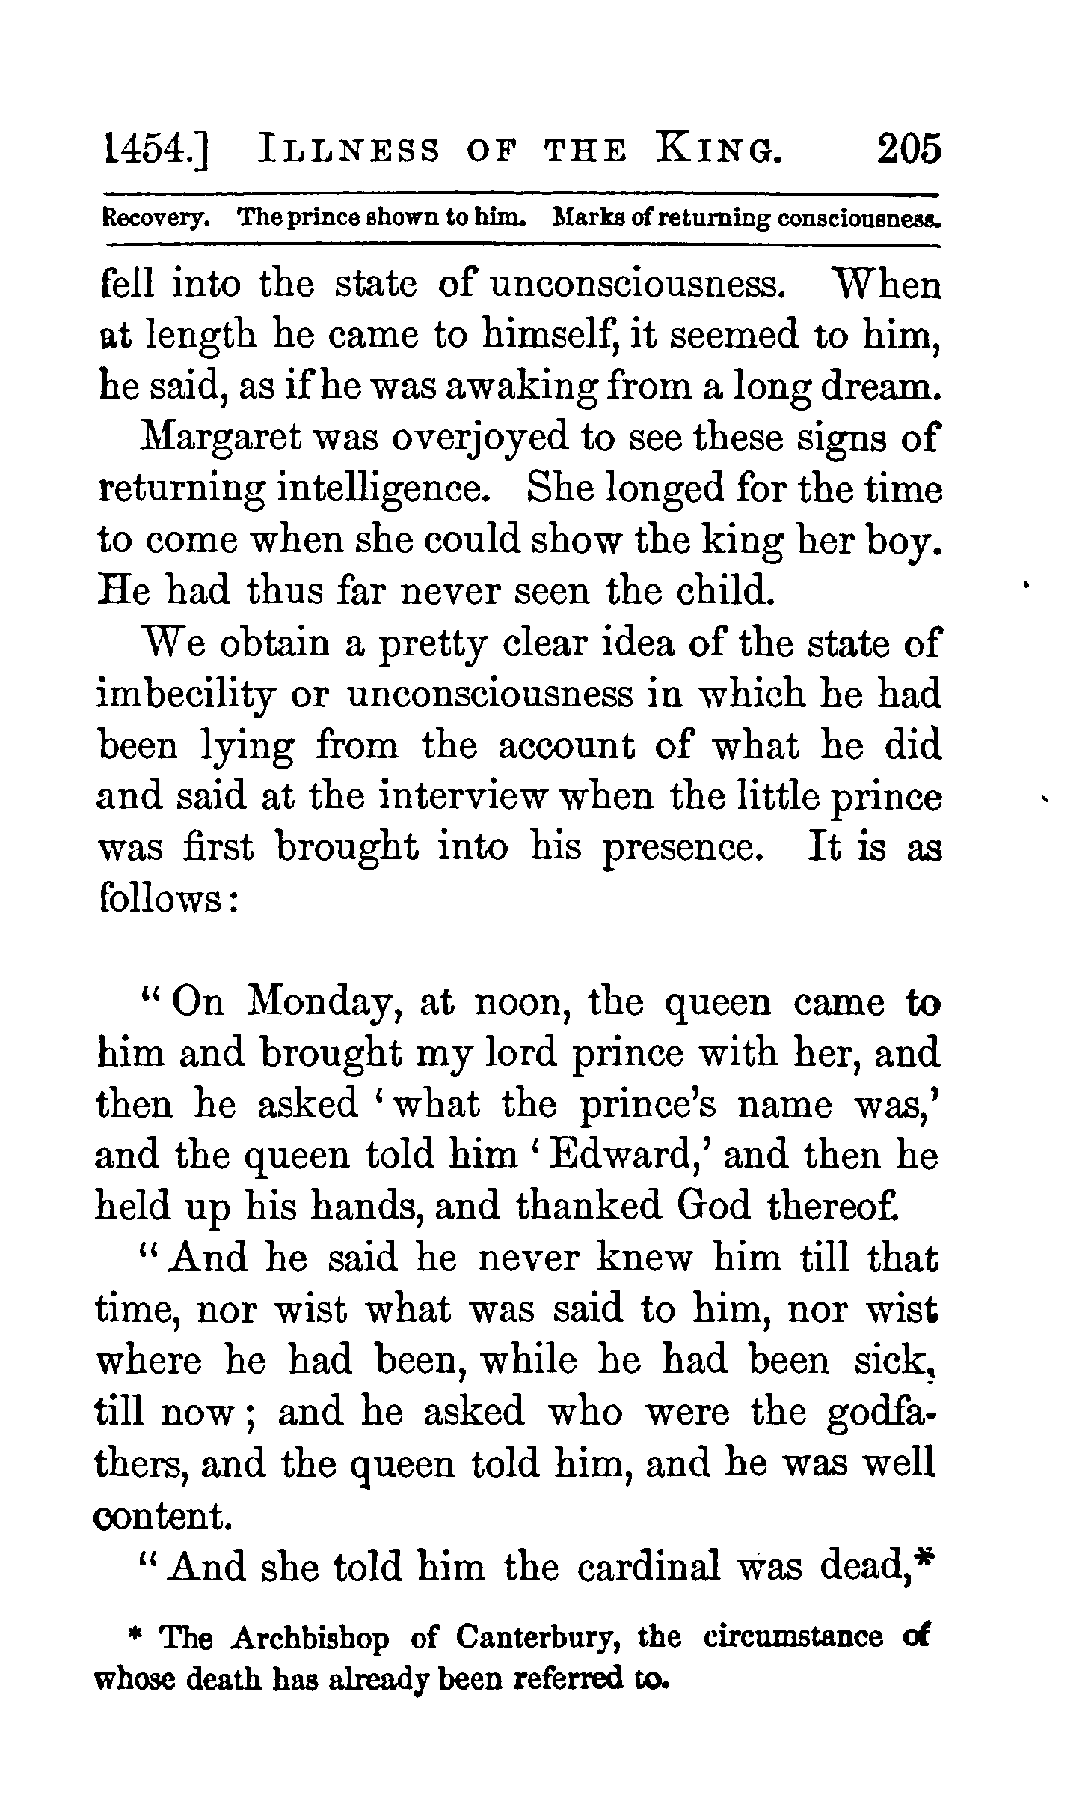 1454.] ILLNESS OF THE KING. 205
Recovery. The prince shown to him. Marks of returning consciousness.
fell into the state of unconsciousness. When
at length he came to himself, it seemed to him,
he said, as if he was awaking from a long dream.
Margaret was overjoyed to see these signs of
returning intelligence. She longed for the time
to come when she could show the king her boy.
He had thus far never seen the child.
We obtain a pretty clear idea of the state of
imbecility or unconsciousness in which he had
been lying from the account of what he did
and said at the interview when the little prince
was first brought into his presence. It is as
follows:
“On Monday, at noon, the queen came to
him and brought my lord prince with her, and
then he asked ‘what the prince’s name was,’
and the queen told him ‘Edward,’ and then he
held up his hands, and thanked God thereof.
“And he said he never knew him till that
time, nor wist what was said to him, nor wist
where he had been, while he had been sick,
till now; and he asked who were the godfa-
thers, and the queen told him, and he was well
content.
“And she told him the cardinal was dead,*
* The Archbishop of Canterbury, the circumstance of
whose death has already been referred to.